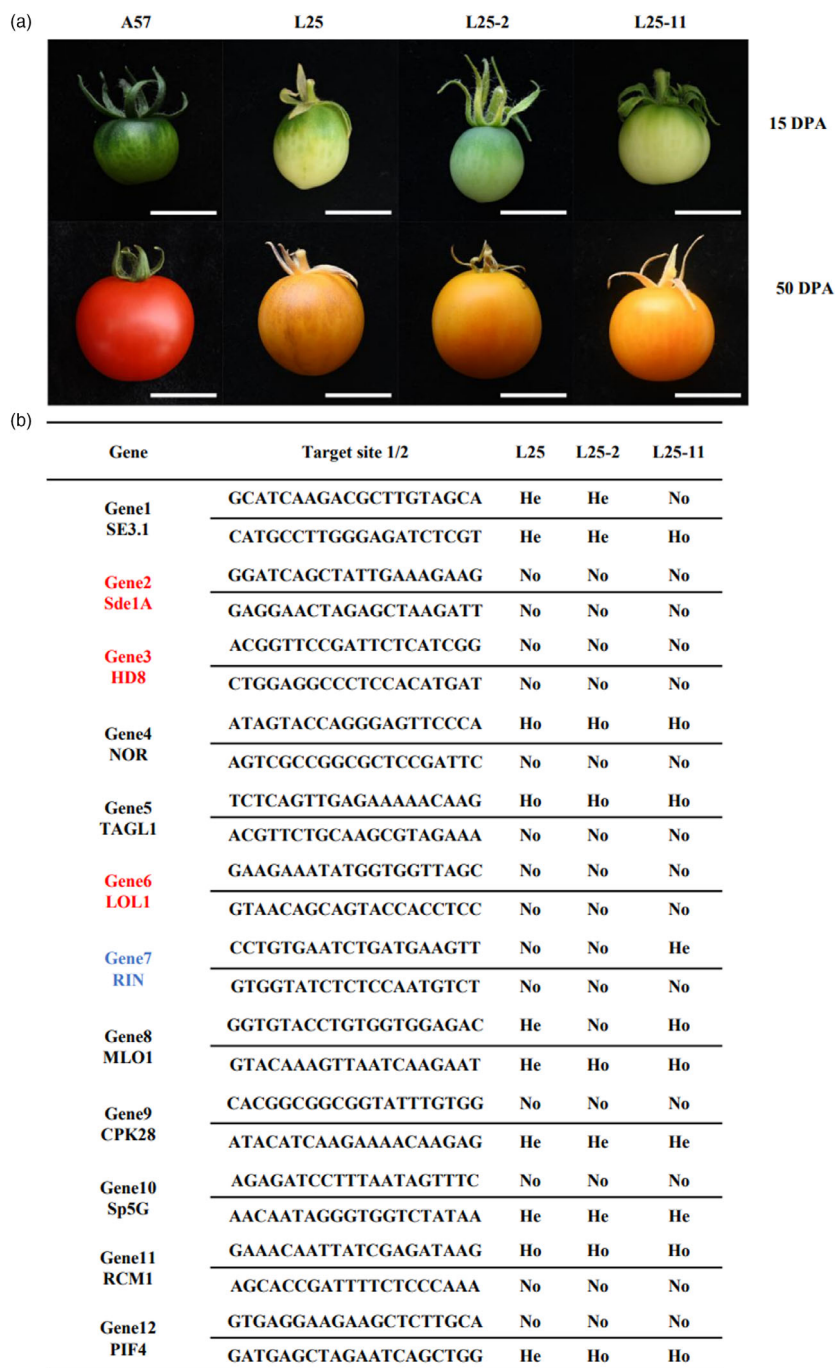 (a)
A57 L25 L25-2 L25-11
15 DPA
50 DPA
(b)
Gene Target site 1/2 L25 L25-2 L25-11
Gene1
SE3.1
GCATCAAGACGCTTGTAGCA He He No
CATGCCTTGGGAGATCTCGT He He Ho
Gene2
Sde1A
GGATCAGCTATTGAAAGAAG No No No
GAGGAACTAGAGCTAAGATT No No No
Gene3
HD8
ACGGTTCCGATTCTCATCGG No No No
CTGGAGGCCCTCCACATGAT No No No
Gene4
NOR
ATAGTACCAGGGAGTTCCCA Ho Ho Ho
AGTCGCCGGCGCTCCGATTC No No No
Gene5
TAGL1
TCTCAGTTGAGAAAAACAAG Ho Ho Ho
ACGTTCTGCAAGCGTAGAAA No No No
Gene6
LOL1
GAAGAAATATGGTGGTTAGC No No No
GTAACAGCAGTACCACCTCC No No No
Gene7
RIN
CCTGTGAATCTGATGAAGTT No No He
GTGGTATCTCTCCAATGTCT No No No
Gene8
MLO1
GGTGTACCTGTGGTGGAGAC He No Ho
GTACAAAGTTAATCAAGAAT He Ho Ho
Gene9
CPK28
CACGGCGGCGGTATTTGTGG No No No
ATACATCAAGAAAACAAGAG He He He
Gene10
Sp5G
AGAGATCCTTTAATAGTTTC No No No
AACAATAGGGTGGTCTATAA He He He
Gene11
RCM1
GAAACAATTATCGAGATAAG Ho Ho Ho
AGCACCGATTTTCTCCCAAA No No No
Gene12
PIF4
GTGAGGAAGAAGCTCTTGCA No No No
GATGAGCTAGAATCAGCTGG He Ho Ho